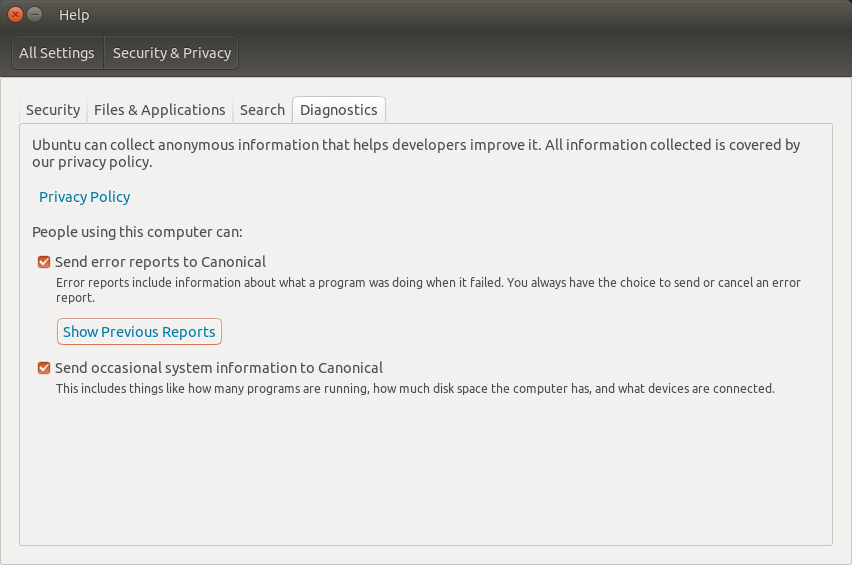 Help
All Settings
Security & Privacy
Security
Files & Applications
Search
Diagnostics
Ubuntu can collect anonymous information that helps developers improve it. All information collected is covered by
our privacy policy.
Privacy Policy
People using this computer can:
Send error reports to Canonical
Error reports include information about what a program was doing when it failed. You always have the choice to send or cancel an error
report.
Show Previous Reports
Send occasional system information to Canonical
This includes things like how many programs are running, how much disk space the computer has, and what devices are connected.